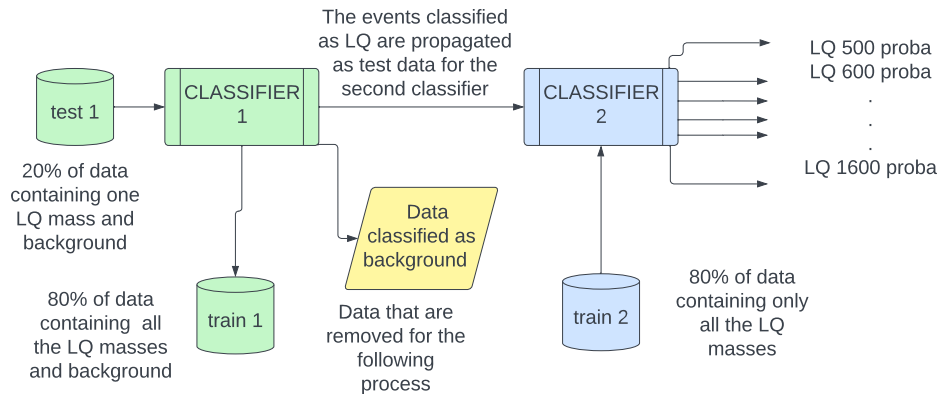 The events classified
as LQ are propagated
as test data for the
second classifier
test 1
CLASSIFIER
1
CLASSIFIER
2
LQ 500 proba
LQ 600 proba
.
.
.
LQ 1600 proba
20% of data
containing one
LQ mass and
background
Data
classified as
background
train 1
80% of data
containing all
the LQ masses
and background
Data that are
removed for the
following
process
train 2
80% of data
containing only
all the LQ
masses